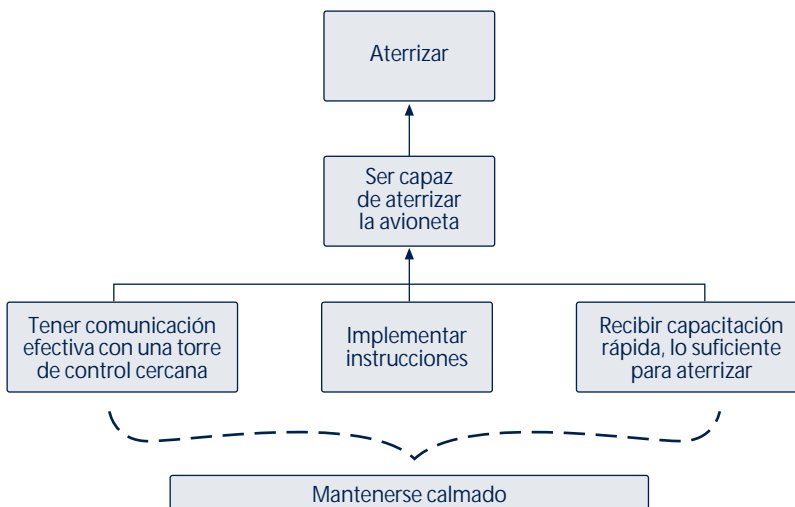 Aterrizar
Ser capaz
de aterrizar
la avioneta
Tener comunicación
efectiva con una torre
de control cercana
Implementar
instrucciones
Recibir capacitación
rápida, lo suficiente
para aterrizar
Mantenerse calmado